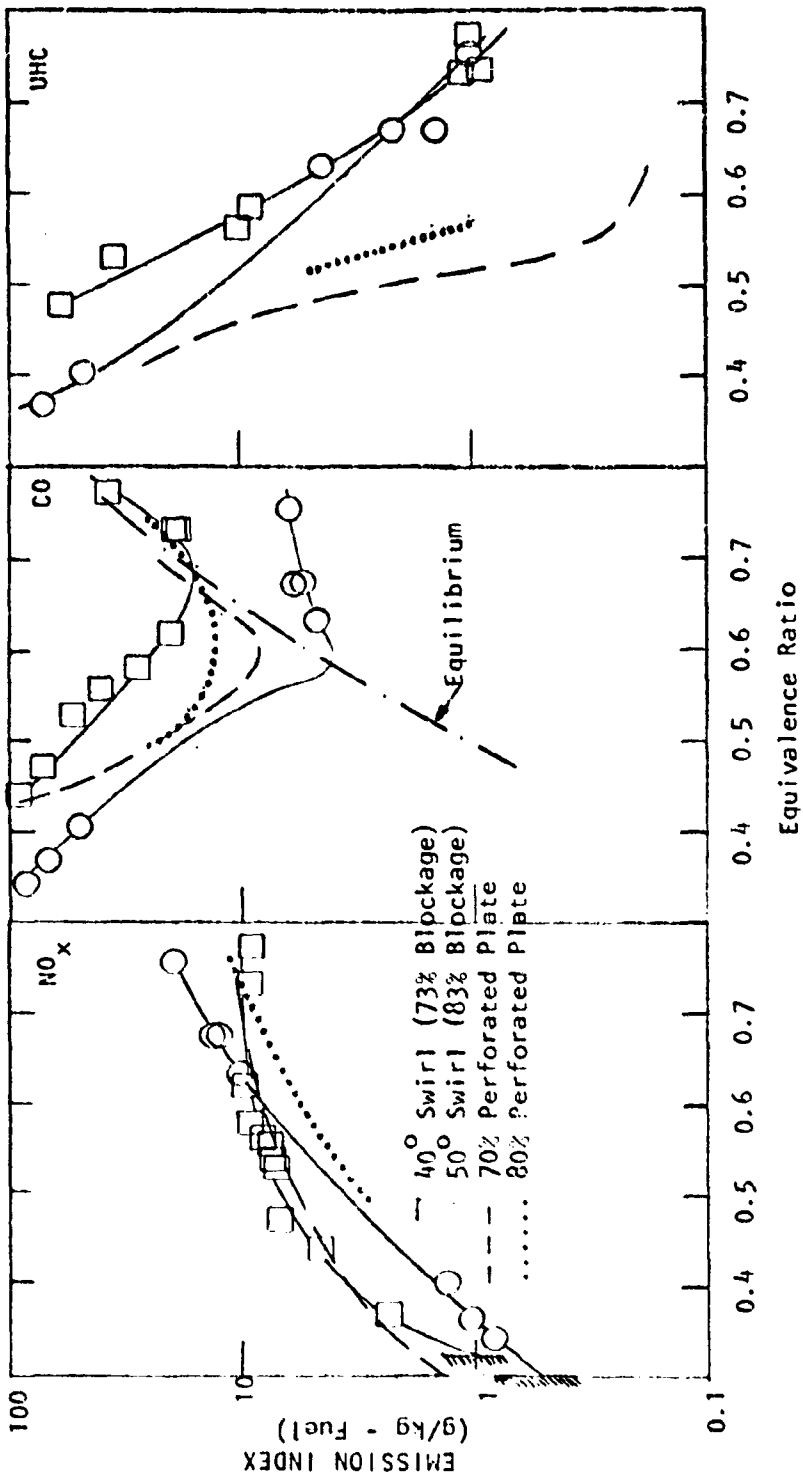 EMISSION INDEX
(g/kg - Fuel)
100
10
1
0.1
NOx
CO
UHC
0.4 0.5 0.6 0.7
0.4 0.5 0.6 0.7
0.4 0.5 0.6 0.7
Equivalence Ratio
Equilibrium
40° Swirl (73% Blockage)
50° Swirl (83% Blockage)
70% Perforated Plate
80% Perforated Plate